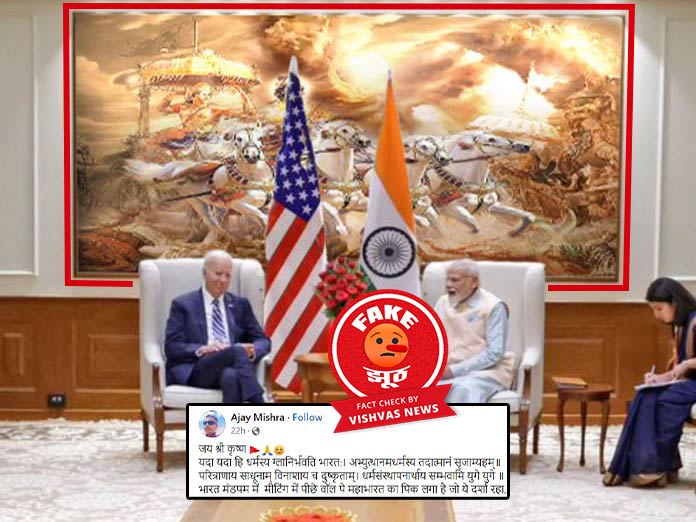 FAKE
झूठ
FACT CHECK BY
VISHVAS NEWS
Ajay Mishra · Follow
22h ·
जय श्री कृष्ण 🚩🙏😊
यदा यदा हि धर्मस्य ग्लानिर्भवति भारतः। अभ्युत्थानमधर्मस्य तदात्मानं सृजाम्यहम्॥
परित्राणाय साधूनाम् विनाशाय च दुष्कृताम्। धर्मसंस्थापनार्थाय सम्भवामि युगे युगे ॥
भारत मंडपम में मीटिंग में पीछे वॉल पे महाभारत का पिक लगा है जो ये दर्शा रहा